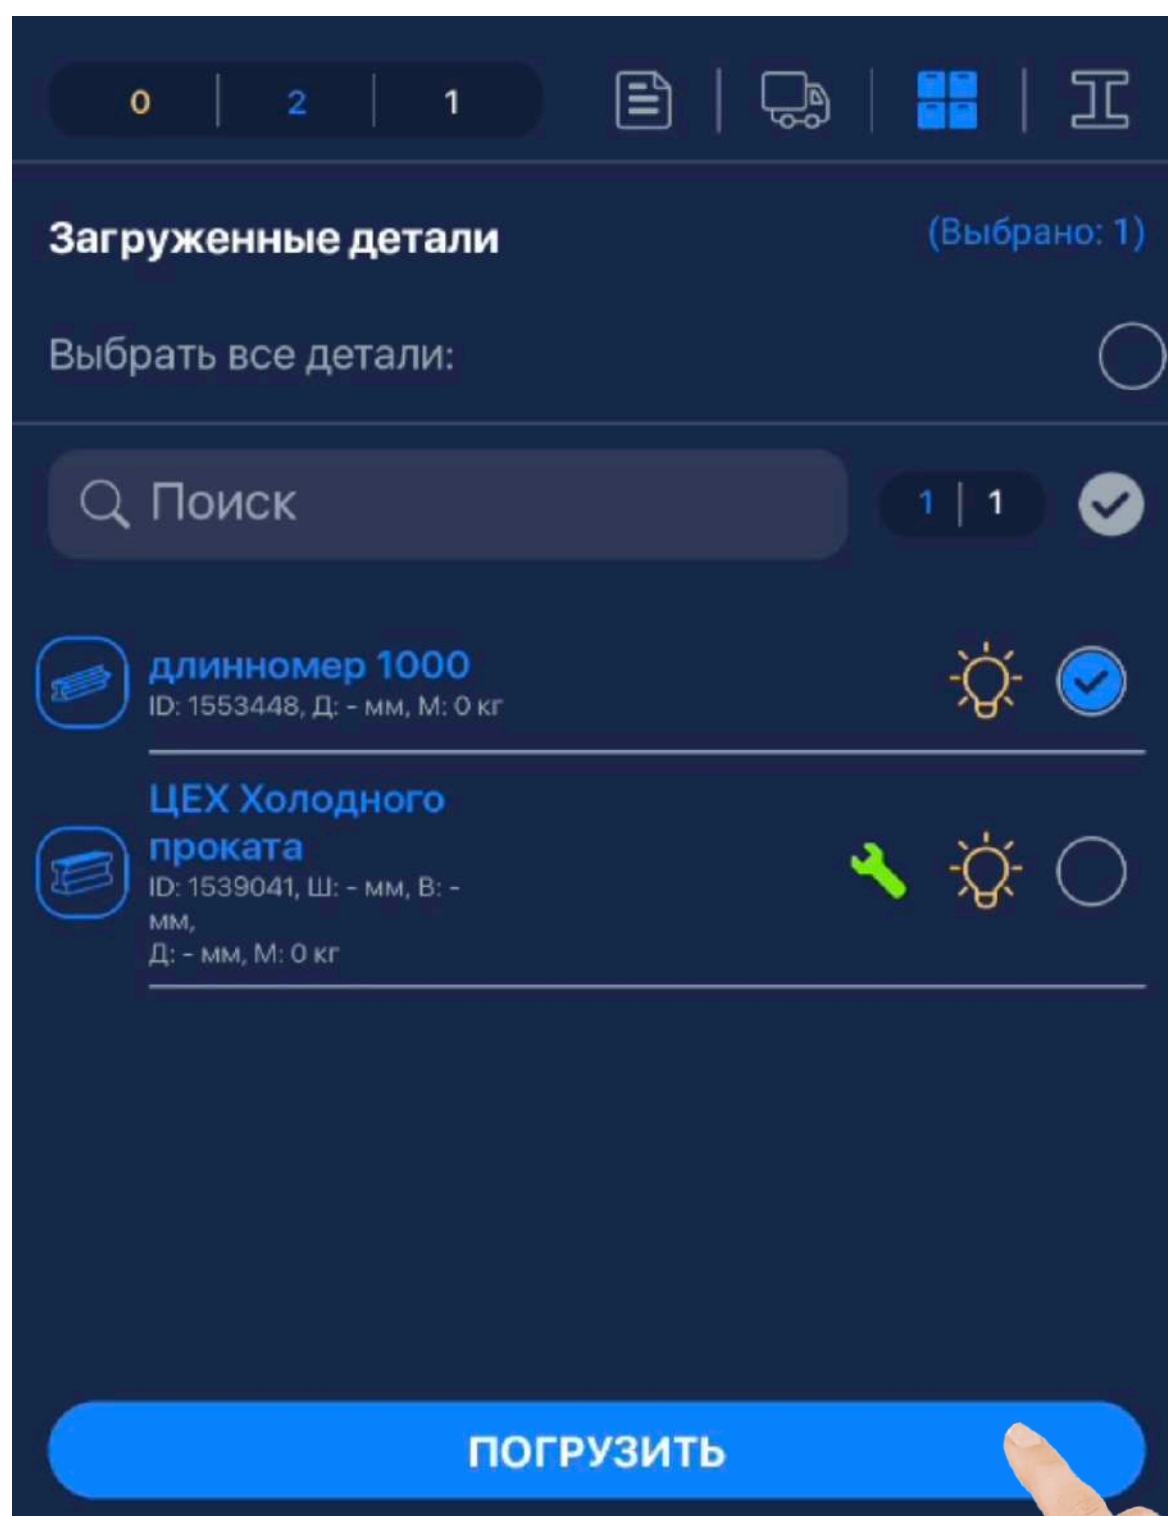 0 2 1
Загруженные детали (Выбрано: 1)
Выбрать все детали:
Поиск 1 1
длинномер 1000
ID: 1553448, Д: - мм, М: 0 кг
ЦЕХ Холодного
проката
ID: 1539041, Ш: - мм, В: -
мм,
Д: - мм, М: 0 кг
ПОГРУЗИТЬ